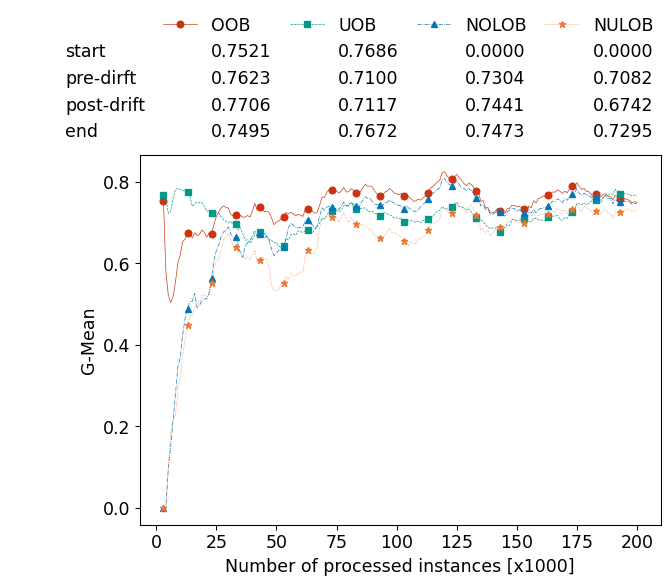 OOB UOB NOLOB NULOB
start 0.7521 0.7686 0.0000 0.0000
pre-dirft 0.7623 0.7100 0.7304 0.7082
post-drift 0.7706 0.7117 0.7441 0.6742
end 0.7495 0.7672 0.7473 0.7295
0.8
0.6
0.4
0.2
0.0
G-Mean
0 25 50 75 100 125 150 175 200
Number of processed instances [x1000]